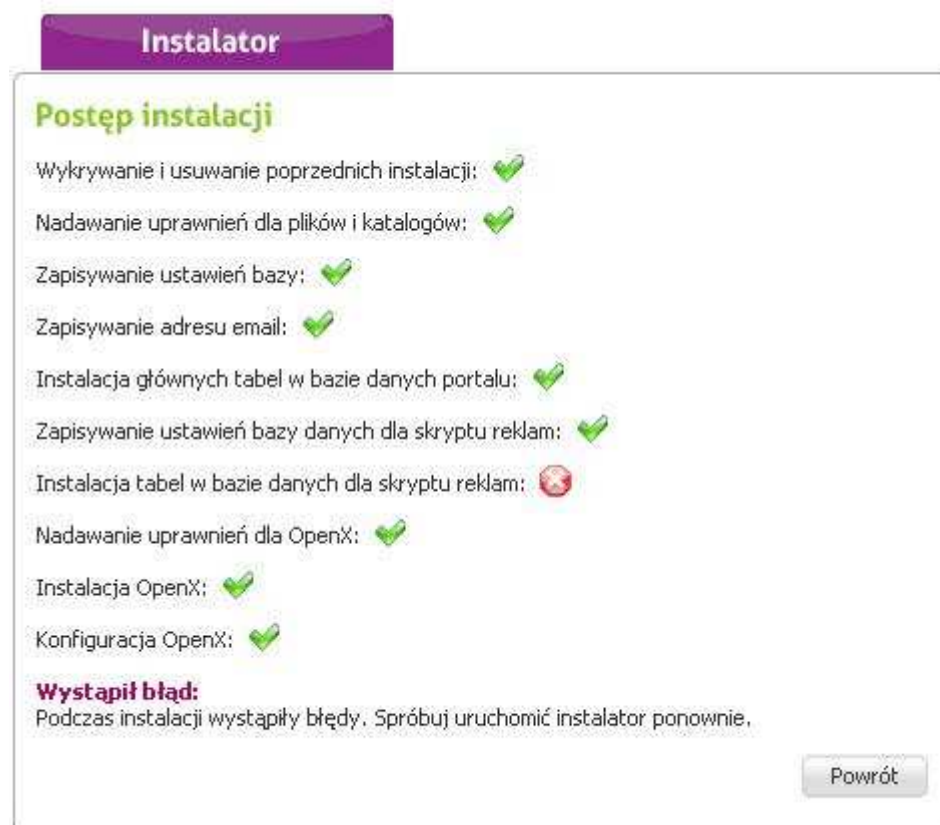 Instalator
Postęp instalacji
Wykrywanie i usuwanie poprzednich instalacji:
Nadawanie uprawnień dla plików i katalogów:
Zapisywanie ustawień bazy:
Zapisywanie adresu email:
Instalacja głównych tabel w bazie danych portalu:
Zapisywanie ustawień bazy danych dla skryptu reklam:
Instalacja tabel w bazie danych dla skryptu reklam:
Nadawanie uprawnień dla OpenX:
Instalacja OpenX:
Konfiguracja OpenX:
Wystąpił błąd:
Podczas instalacji wystąpiły błędy. Spróbuj uruchomić instalator ponownie.
Powrót